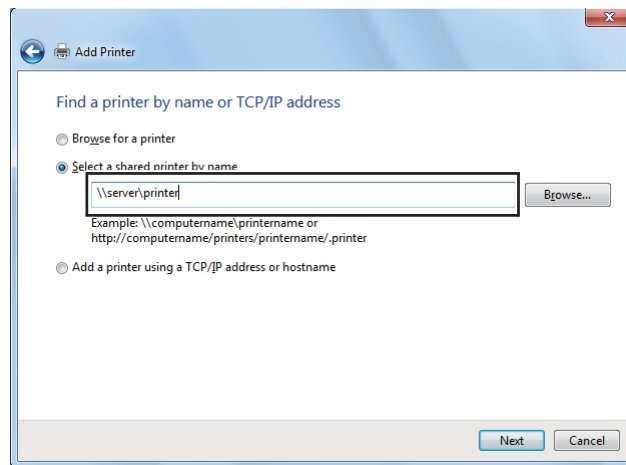 x
Add Printer
Find a printer by name or TCP/IP address
Browse for a printer
Select a shared printer by name
\\server\printer
Browse...
Example: \\computername\printername or
http://computername/printers/printername/.printer
Add a printer using a TCP/IP address or hostname
Next Cancel